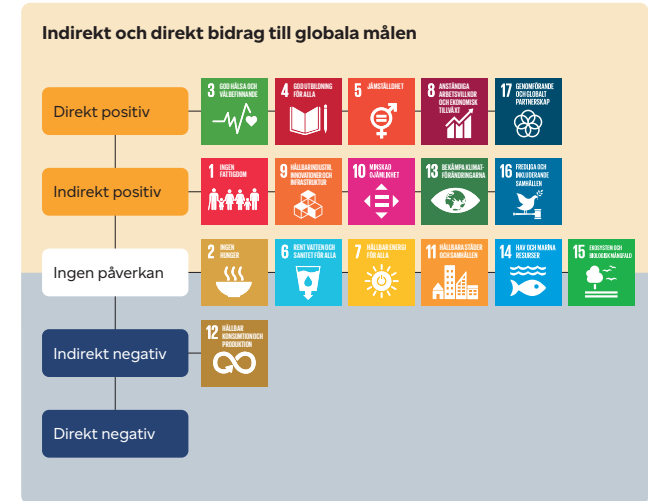 Indirekt och direkt bidrag till globala målen
Direkt positiv
3 GOD HÄLSA OCH
VÄLBEFINNANDE
4 GOD UTBILDNING
FÖR ALLA
5 JÄMSTÄLLDHET
8 ANSTÄNDIGA
ARBETSVILLKOR
OCH EKONOMISK
TILLVÄXT
17 GENOMFÖRANDE
OCH GLOBALT
PARTNERSKAP
Indirekt positiv
1 INGEN
FATTIGDOM
9 HÅLLBAR INDUSTRI,
INNOVATIONER OCH
INFRASTRUKTUR
10 MINSKAD
OJÄMLIKHET
13 BEKÄMPA KLIMAT-
FÖRÄNDRINGARNA
16 FREDLIGA OCH
INKLUDERANDE
SAMHÄLLEN
Ingen påverkan
2 INGEN
HUNGER
6 RENT VATTEN OCH
SANITET FÖR ALLA
7 HÅLLBAR ENERGI
FÖR ALLA
11 HÅLLBARA STÄDER
OCH SAMHÄLLEN
14 HAV OCH MARINA
RESURSER
15 EKOSYSTEM OCH
BIOLOGISK MÅNGFALD
Indirekt negativ
12 HÅLLBAR
KONSUMTION OCH
PRODUKTION
Direkt negativ